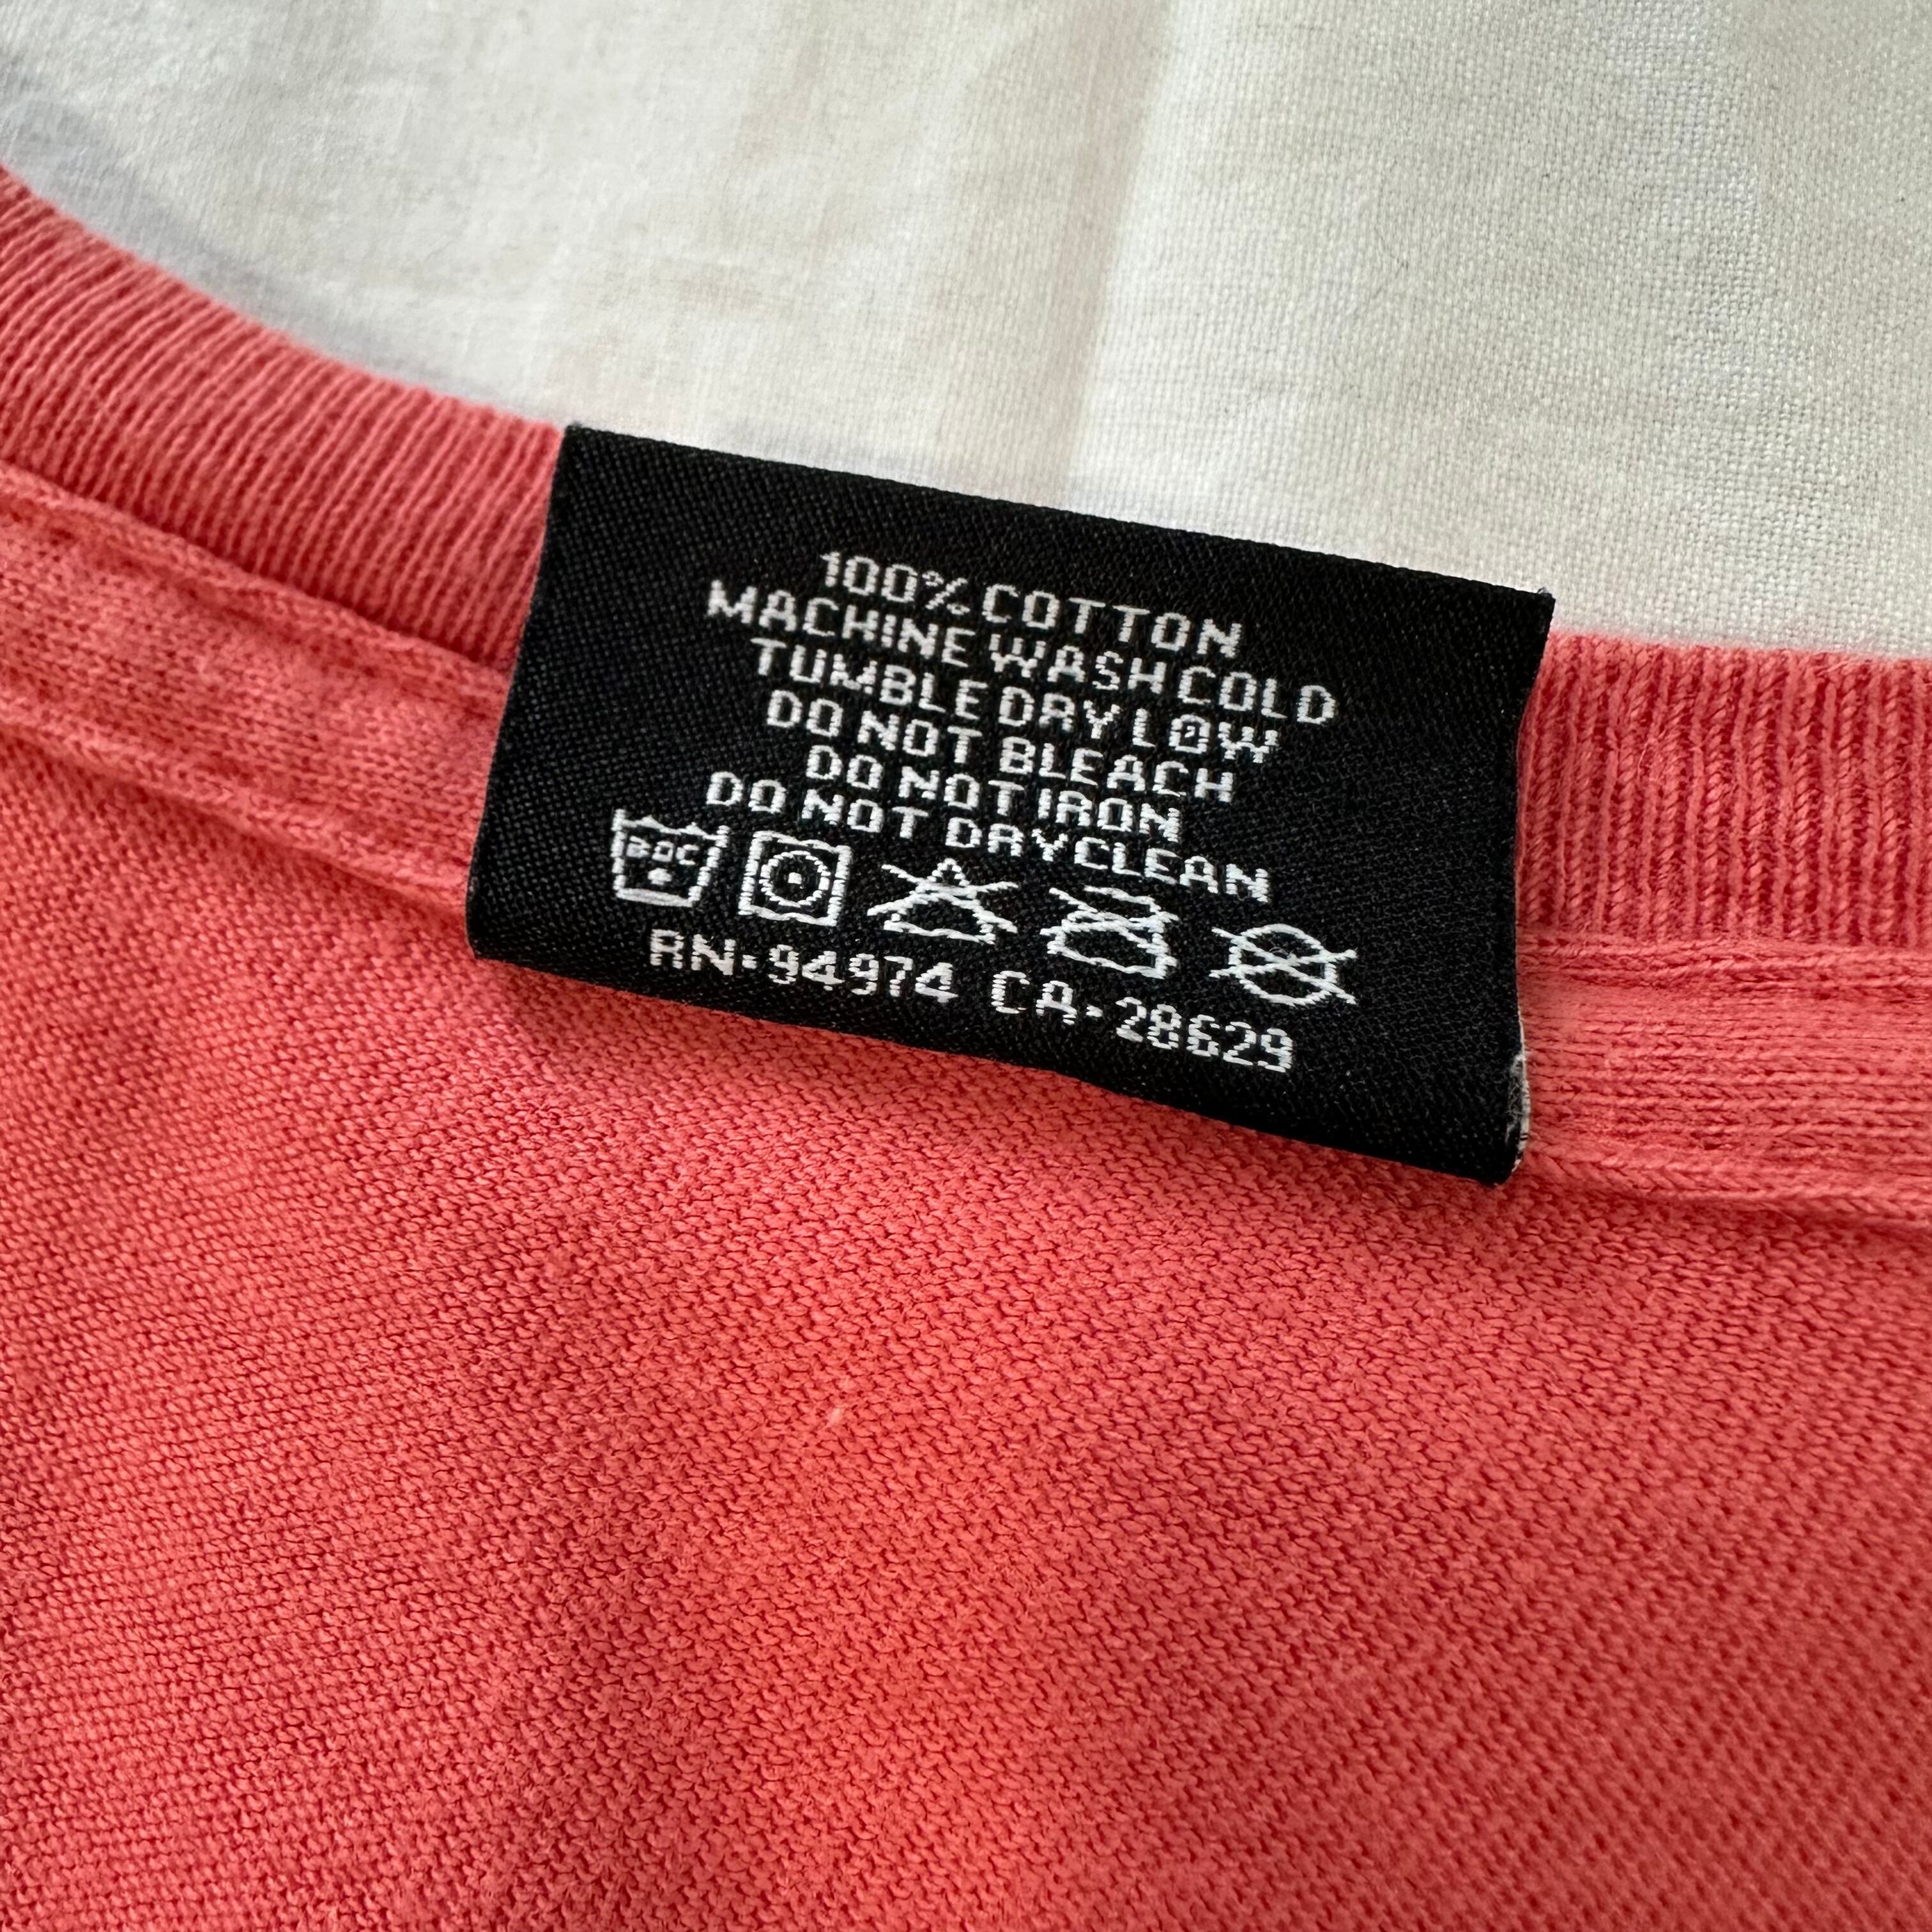 100% COTTON
MACHINE WASH COLD
TUMBLE DRY LOW
DO NOT BLEACH
DO NOT IRON
DO NOT DRYCLEAN
RN-94974 CA-28629